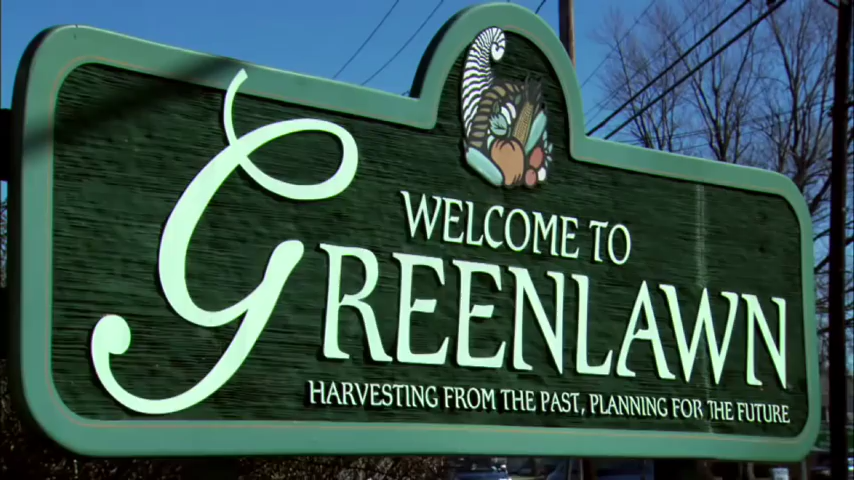 WELCOME TO
GREENLAWN
HARVESTING FROM THE PAST, PLANNING FOR THE FUTURE